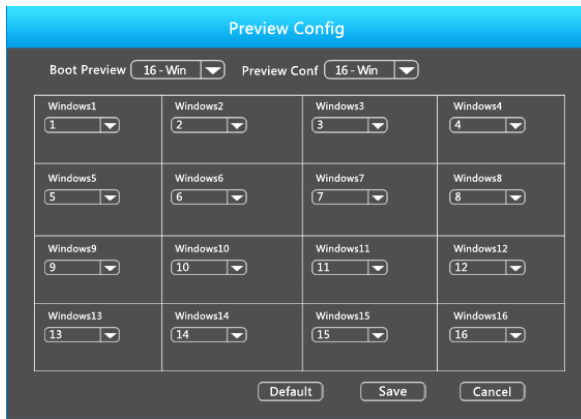 Preview Config
Boot Preview 16 - Win Preview Conf 16 - Win
Windows1 Windows2 Windows3 Windows4
1 2 3 4
Windows5 Windows6 Windows7 Windows8
5 6 7 8
Windows9 Windows10 Windows11 Windows12
9 10 11 12
Windows13 Windows14 Windows15 Windows16
13 14 15 16
Default Save Cancel